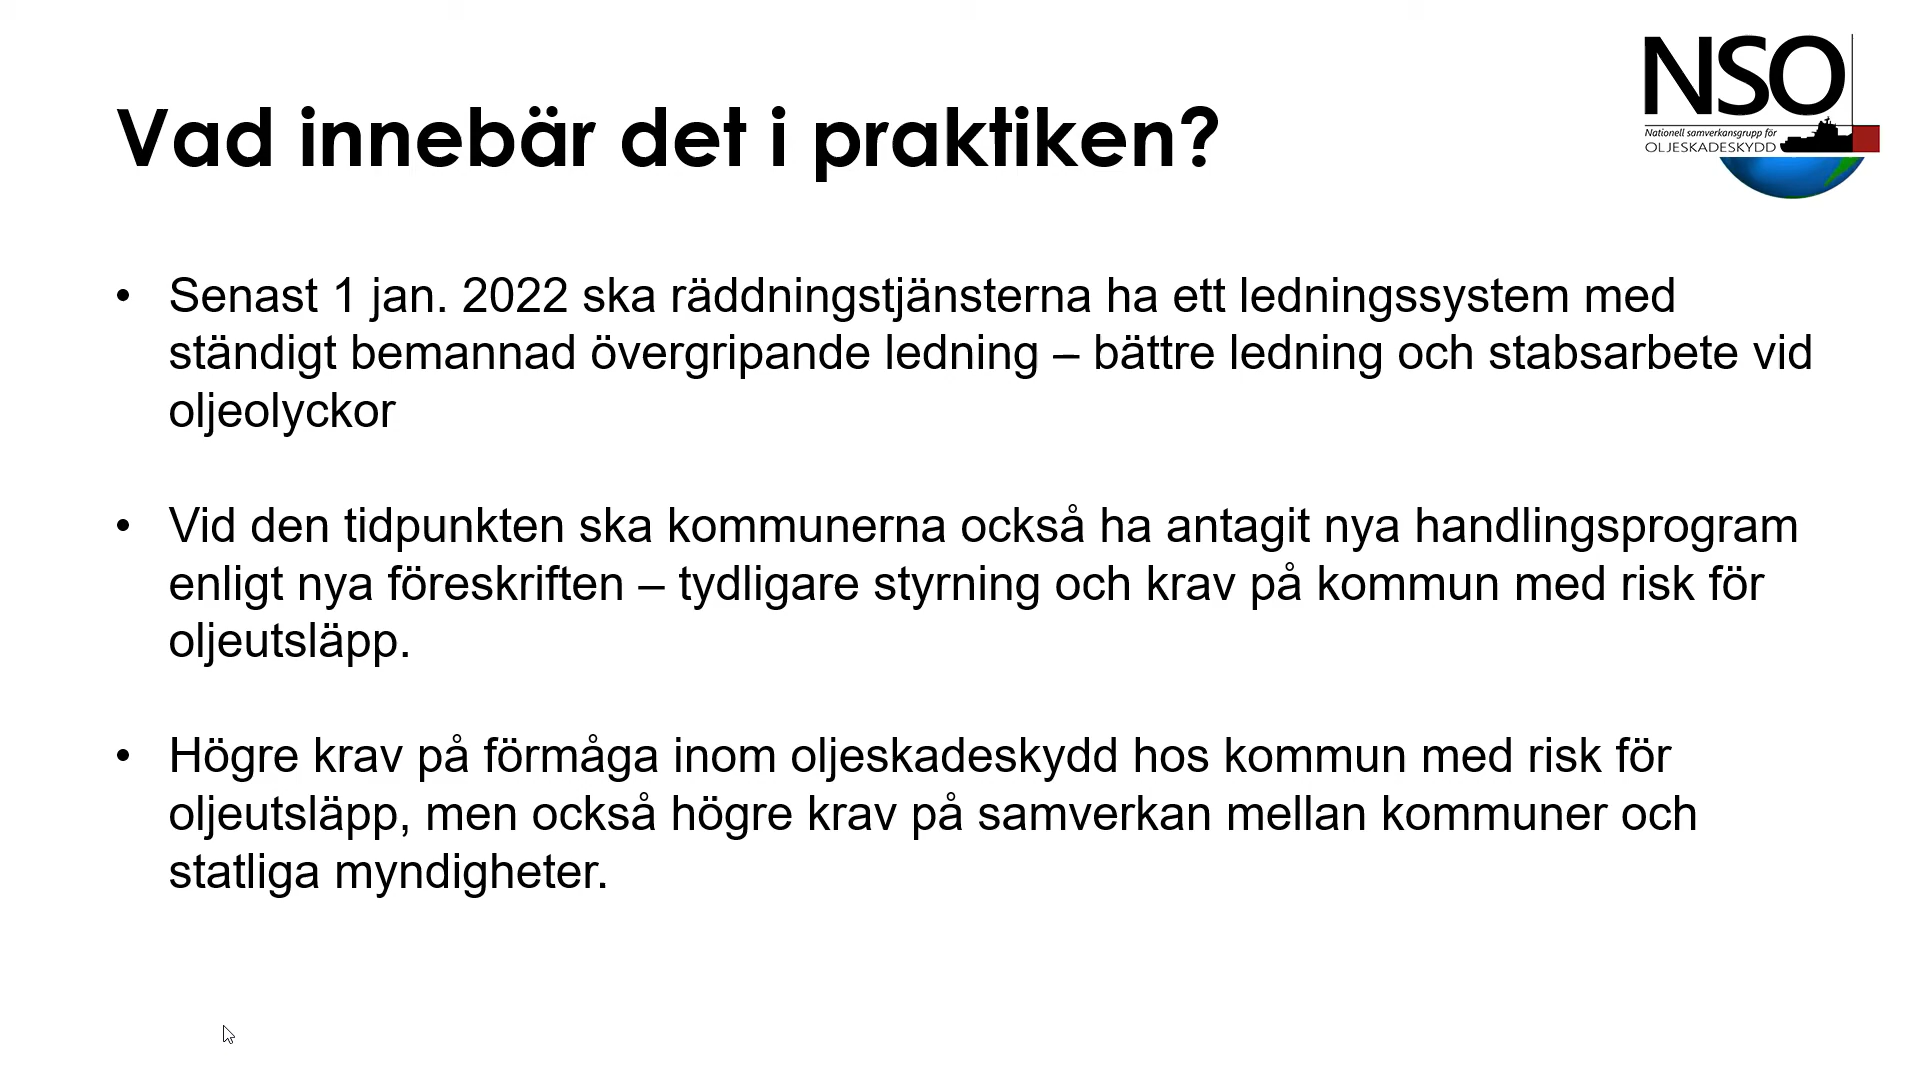 NSO
Nationell samverkansgrupp för
OLJESKADESKYDD
Vad innebär det i praktiken?
• Senast 1 jan. 2022 ska räddningstjänsterna ha ett ledningssystem med
ständigt bemannad övergripande ledning – bättre ledning och stabsarbete vid
oljeolyckor
• Vid den tidpunkten ska kommunerna också ha antagit nya handlingsprogram
enligt nya föreskriften – tydligare styrning och krav på kommun med risk för
oljeutsläpp.
• Högre krav på förmåga inom oljeskadeskydd hos kommun med risk för
oljeutsläpp, men också högre krav på samverkan mellan kommuner och
statliga myndigheter.